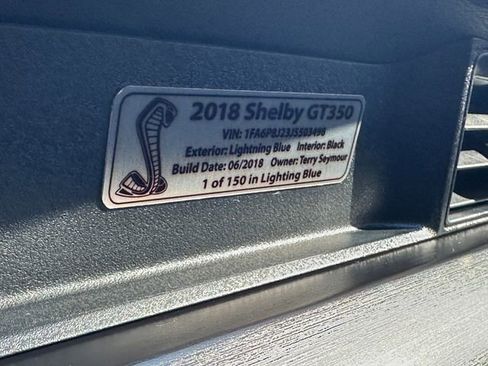 2018 Shelby GT350
VIN: 1FA6P8J23J5503498
Exterior: Lightning Blue Interior: Black
Build Date: 06/2018 Owner: Terry Seymour
1 of 150 in Lighting Blue